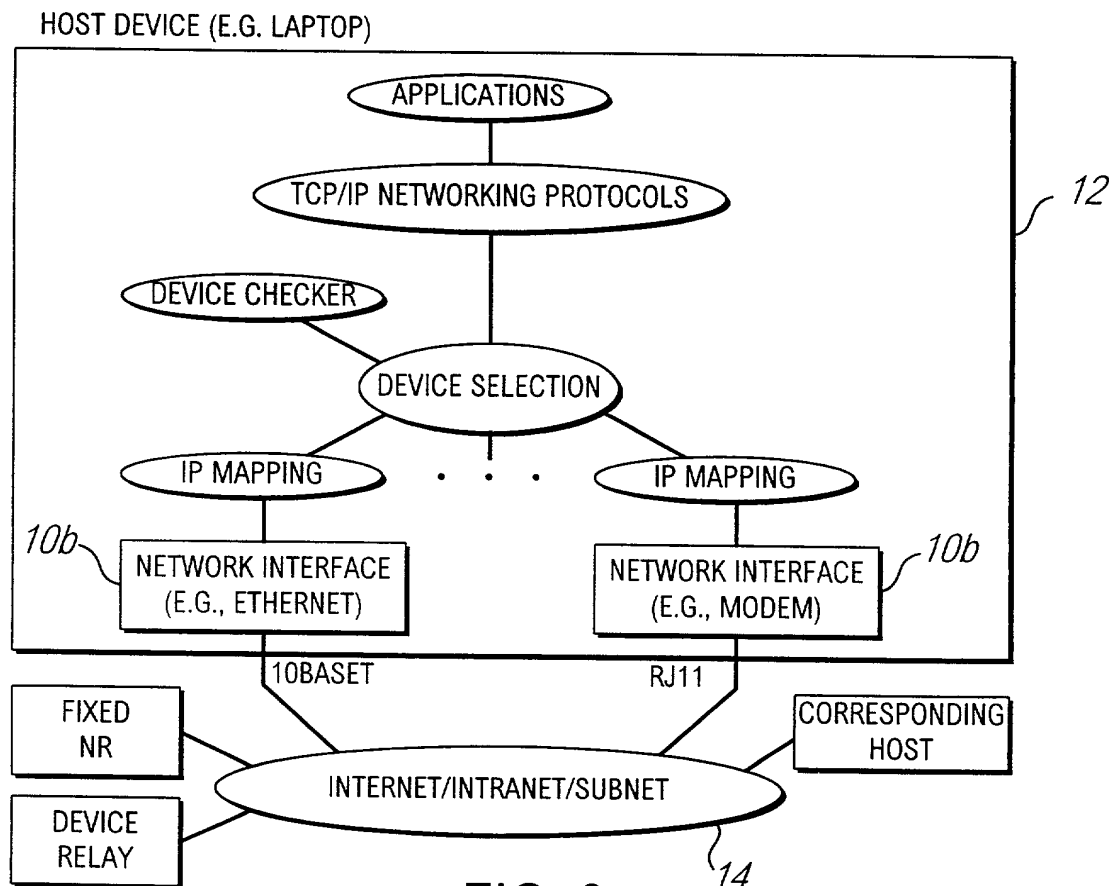 HOST DEVICE (E.G. LAPTOP)
APPLICATIONS
TCP/IP NETWORKING PROTOCOLS
12
DEVICE CHECKER
DEVICE SELECTION
IP MAPPING
. . .
IP MAPPING
10b
NETWORK INTERFACE
(E.G., ETHERNET)
NETWORK INTERFACE
(E.G., MODEM)
10b
10BASET
RJ11
FIXED
NR
CORRESPONDING
HOST
INTERNET/INTRANET/SUBNET
DEVICE
RELAY
14